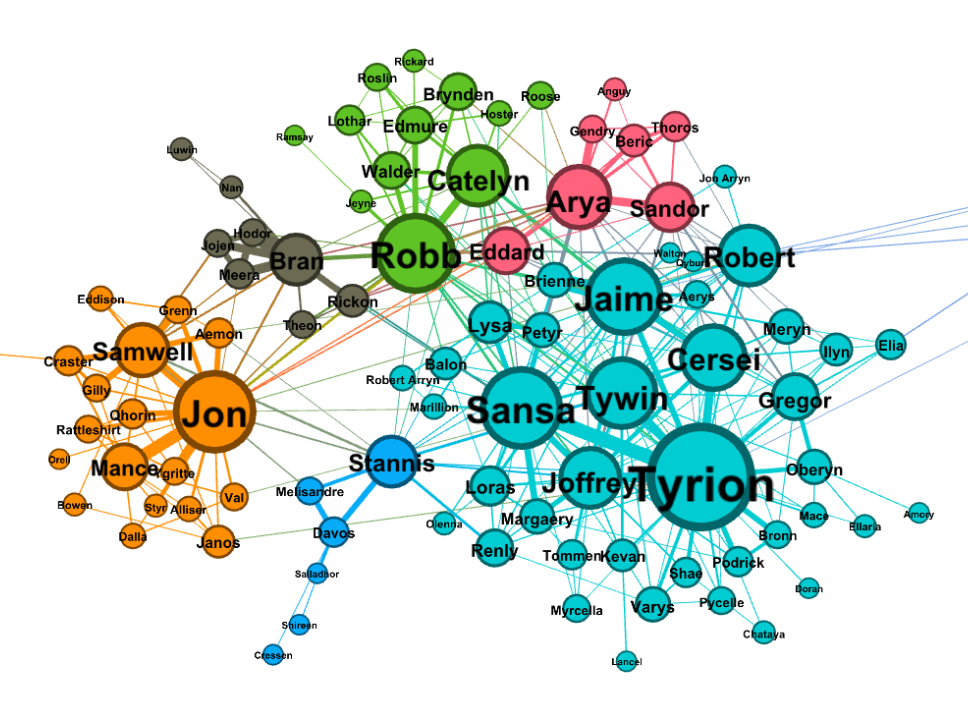 Rickard
Roslin
Brynden
Roose
Anguy
Hoster
Lothar
Edmure
Gendry
Thoros
Ramsay
Beric
Luwin
Walder
Catelyn
Jon Arryn
Nan
Jeyne
Arya
Sandor
Hodor
Jojen
Robb
Eddard
Walton
Robert
Bran
Qyburn
Meera
Brienne
Rickon
Jaime
Aerys
Eddison
Grenn
Theon
Lysa
Petyr
Meryn
Aemon
Samwell
Cersei
Ilyn
Elia
Craster
Balon
Robert Arryn
Gilly
Tywin
Gregor
Qhorin
Jon
Marillion
Sansa
Rattleshirt
Orell
Mance
Ygritte
Stannis
Oberyn
Joffrey
Tyrion
Loras
Melisandre
Val
Bowen
Styr
Alliser
Margaery
Mace
Amory
Olenna
Ellaria
Dalla
Janos
Davos
Bronn
Renly
Tommen
Kevan
Podrick
Salladhor
Shae
Doran
Myrcella
Varys
Pycelle
Shireen
Chataya
Cressen
Lancel